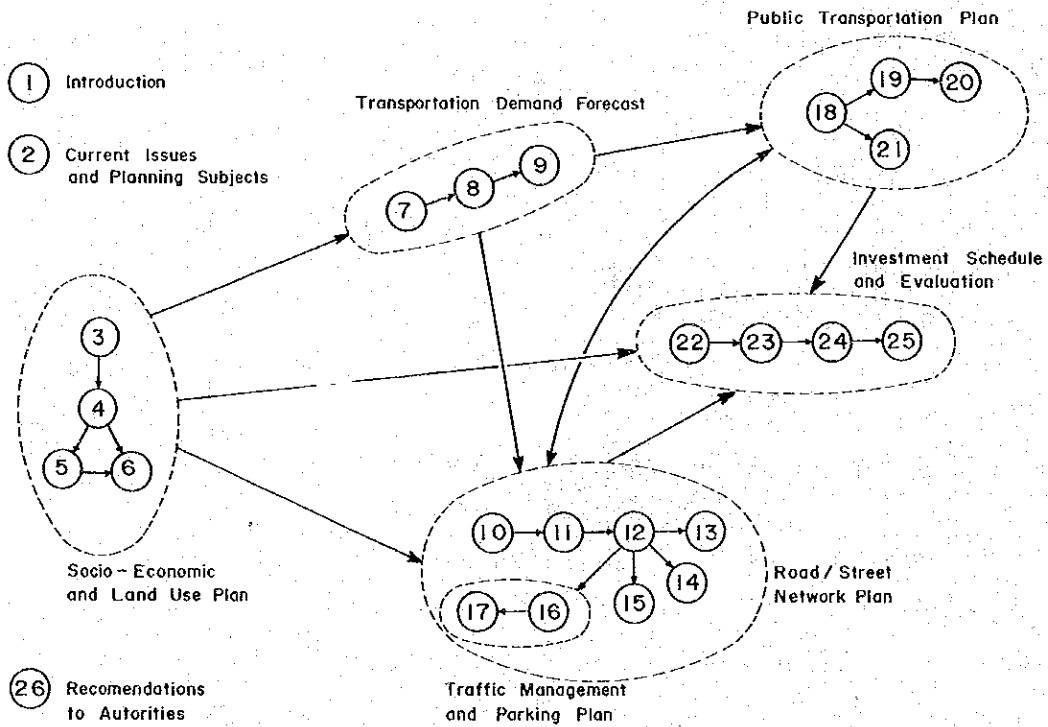 Public Transportation Plan
1 Introduction
19 20
Transportation Demand Forecast
18
2 Current Issues
and Planning Subjects
21
9
8
7
Investment Schedule
and Evaluation
3
22 23 24 25
4
5 6
10 11 12 13
14
15
Socio-Economic
and Land Use Plan
Road/Street
Network Plan
17 16
26 Recomendations
to Autorities
Traffic Management
and Parking Plan